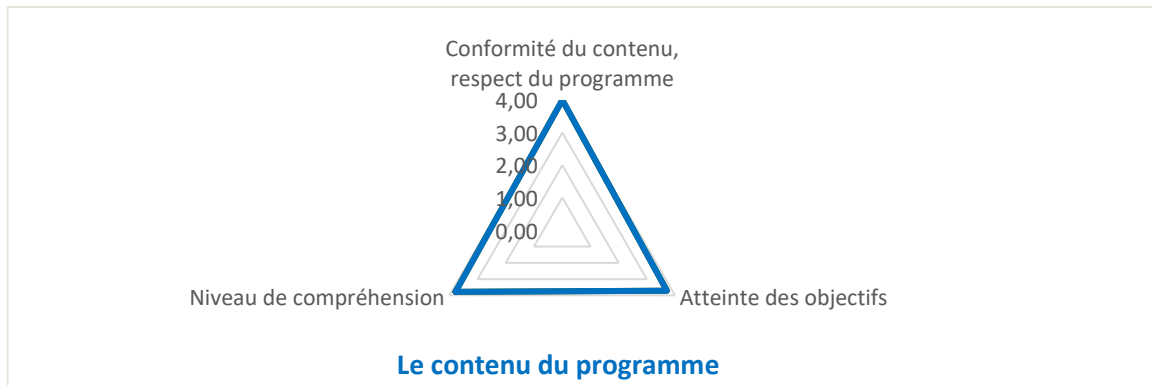 Conformité du contenu,
respect du programme
4,00
3,00
2,00
1,00
0,00
Niveau de compréhension
Atteinte des objectifs
Le contenu du programme